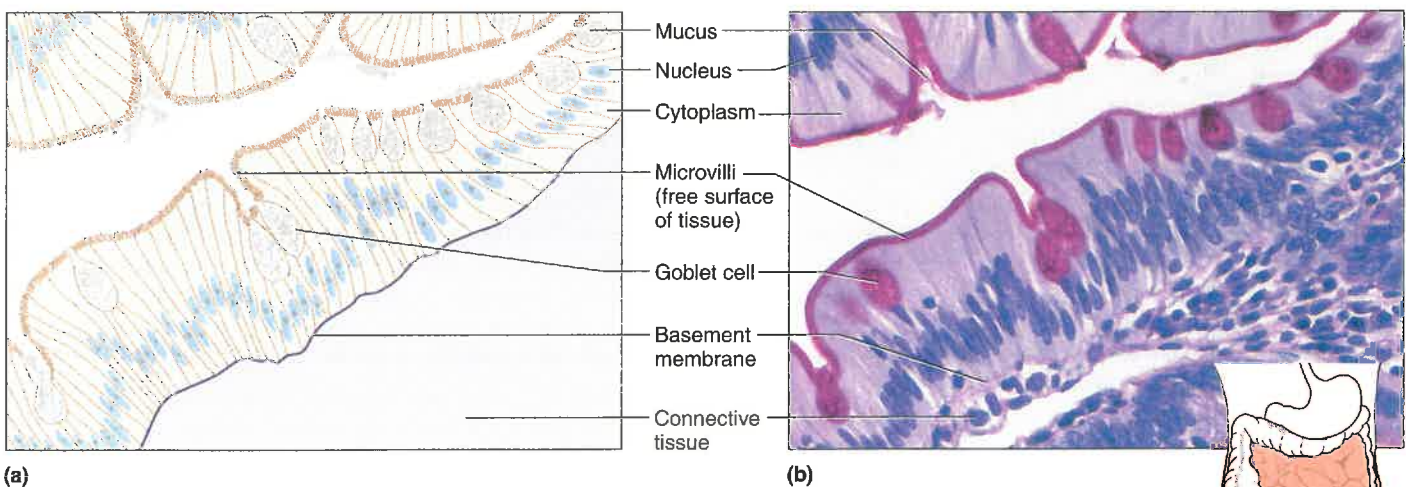 Mucus
Nucleus
Cytoplasm
Microvilli
(free surface
of tissue)
Goblet cell
Basement
membrane
Connective
tissue
(a)
(b)